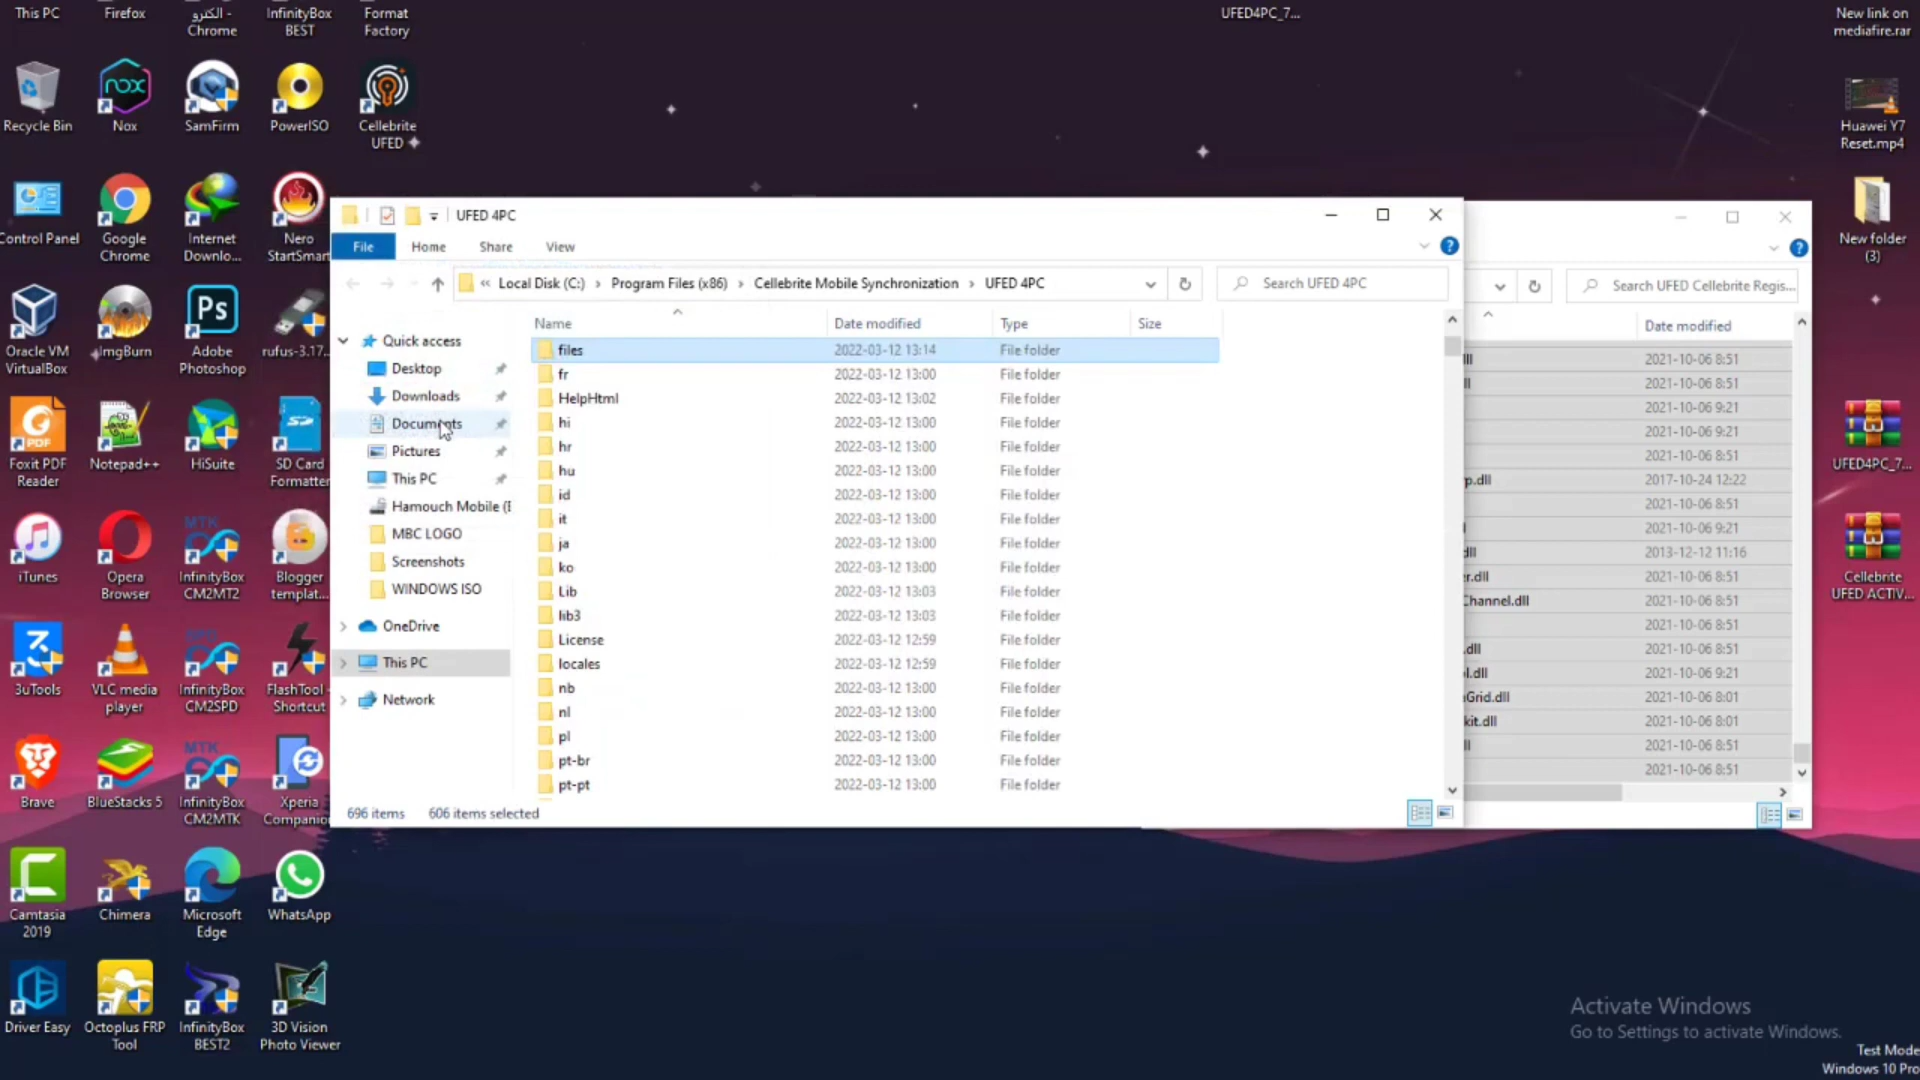 This PC
Firefox
الكترو -
Chrome
InfinityBox
BEST
Format
Factory
UFED4PC_7...
New link on
mediafire.rar
Recycle Bin
Nox
SamFirm
PowerISO
Cellebrite
UFED
Huawei Y7
Reset.mp4
Control Panel
Google
Chrome
Internet
Downlo...
Nero
StartSmart
New folder
(3)
Oracle VM
VirtualBox
ImgBurn
Ps
Adobe
Photoshop
rufus-3.17...
Foxit PDF
Reader
Notepad++
HiSuite
SD Card
Formatter
UFED4PC_7...
iTunes
Opera
Browser
MTK
InfinityBox
CM2MT2
Blogger
templat...
Cellebrite
UFED ACTIV...
3uTools
VLC media
player
InfinityBox
CM2SPD
FlashTool -
Shortcut
Brave
BlueStacks 5
MTK
InfinityBox
CM2MTK
Xperia
Companion
Camtasia
2019
Chimera
Microsoft
Edge
WhatsApp
Driver Easy
Octoplus FRP
Tool
InfinityBox
BEST2
3D Vision
Photo Viewer
UFED 4PC
File Home Share View
« Local Disk (C:) › Program Files (x86) › Cellebrite Mobile Synchronization › UFED 4PC
Search UFED 4PC
Quick access
Desktop
Downloads
Documents
Pictures
This PC
Hamouch Mobile (
MBC LOGO
Screenshots
WINDOWS ISO
OneDrive
This PC
Network
Name Date modified Type Size
files 2022-03-12 13:14 File folder
fr 2022-03-12 13:00 File folder
HelpHtml 2022-03-12 13:02 File folder
hi 2022-03-12 13:00 File folder
hr 2022-03-12 13:00 File folder
hu 2022-03-12 13:00 File folder
id 2022-03-12 13:00 File folder
it 2022-03-12 13:00 File folder
ja 2022-03-12 13:00 File folder
ko 2022-03-12 13:00 File folder
Lib 2022-03-12 13:03 File folder
lib3 2022-03-12 13:03 File folder
License 2022-03-12 12:59 File folder
locales 2022-03-12 12:59 File folder
nb 2022-03-12 13:00 File folder
nl 2022-03-12 13:00 File folder
pl 2022-03-12 13:00 File folder
pt-br 2022-03-12 13:00 File folder
pt-pt 2022-03-12 13:00 File folder
696 items 606 items selected
Search UFED Cellebrite Regis...
Date modified
2021-10-06 8:51
2021-10-06 8:51
2021-10-06 9:21
2021-10-06 9:21
2021-10-06 8:51
p.dll 2017-10-24 12:22
2021-10-06 8:51
2021-10-06 9:21
dll 2013-12-12 11:16
er.dll 2021-10-06 8:51
Channel.dll 2021-10-06 8:51
2021-10-06 8:51
.dll 2021-10-06 8:51
l.dll 2021-10-06 9:21
Grid.dll 2021-10-06 8:01
kit.dll 2021-10-06 8:01
2021-10-06 8:51
2021-10-06 8:51
Activate Windows
Go to Settings to activate Windows.
Test Mode
Windows 10 Pro